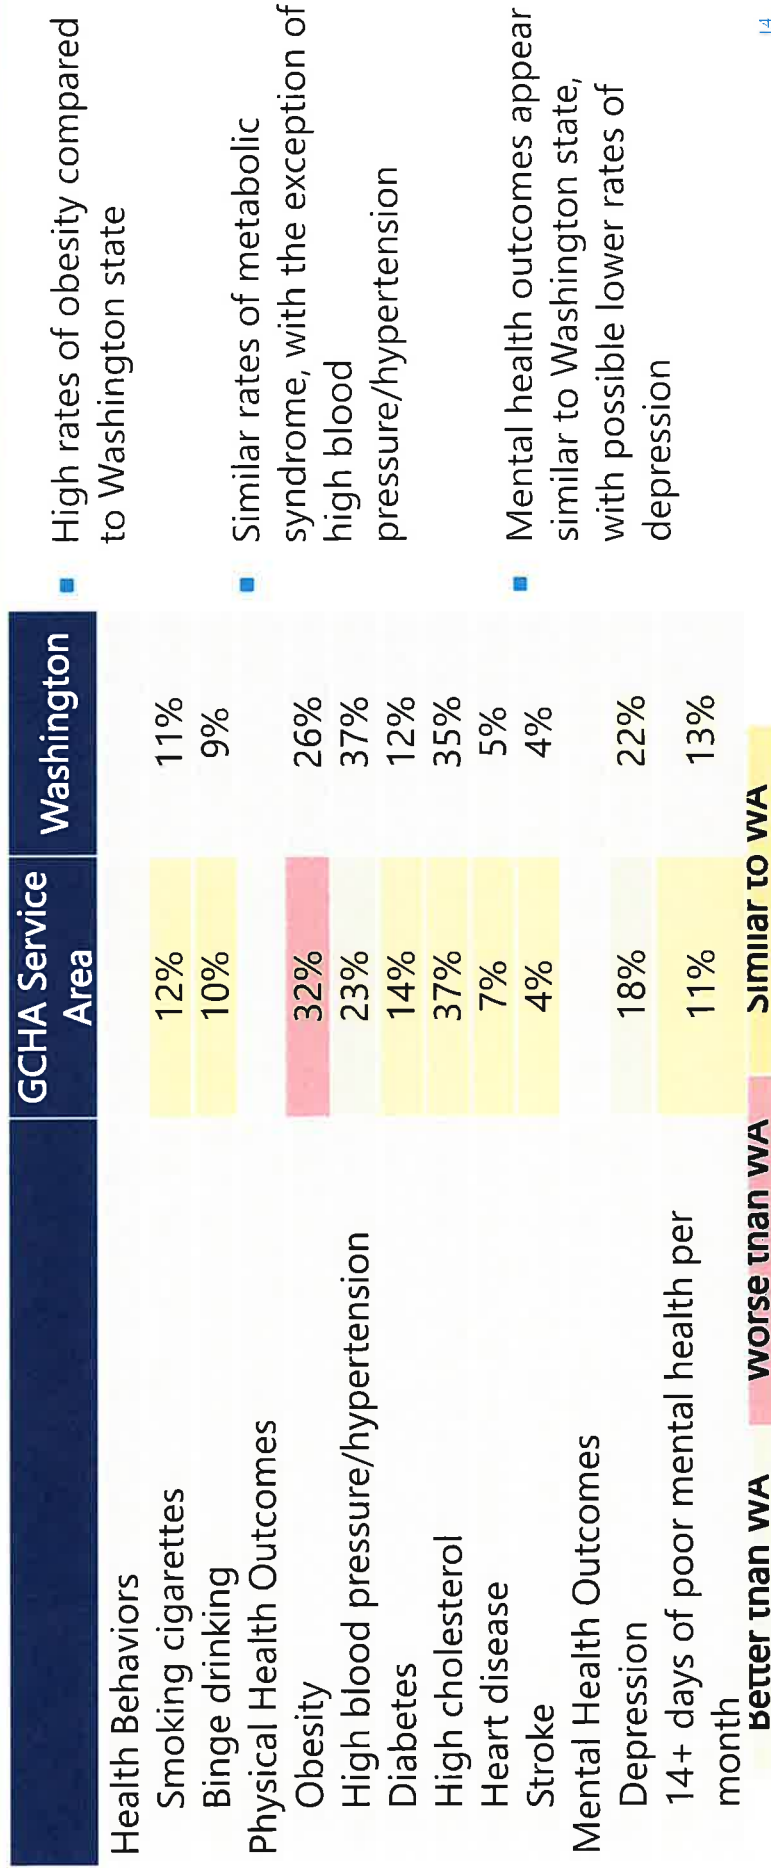 GCHA Service Area Washington
Health Behaviors
Smoking cigarettes 12% 11%
Binge drinking 10% 9%
Physical Health Outcomes
Obesity 32% 26%
High blood pressure/hypertension 23% 37%
Diabetes 14% 12%
High cholesterol 37% 35%
Heart disease 7% 5%
Stroke 4% 4%
Mental Health Outcomes
Depression 18% 22%
14+ days of poor mental health per
month 11% 13%
Better than WA Worse than WA Similar to WA
▪ High rates of obesity compared
to Washington state
▪ Similar rates of metabolic
syndrome, with the exception of
high blood
pressure/hypertension
▪ Mental health outcomes appear
similar to Washington state,
with possible lower rates of
depression
14